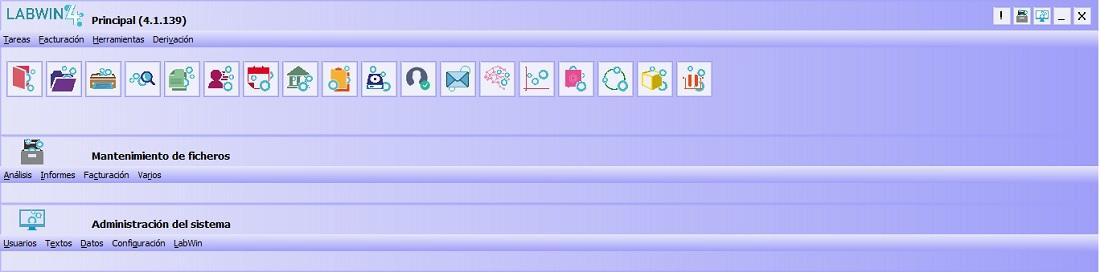 LABWIN 4 Principal (4.1.139)
Tareas Facturación Herramientas Derivación
Mantenimiento de ficheros
Análisis Informes Facturación Varios
Administración del sistema
Usuarios Textos Datos Configuración LabWin